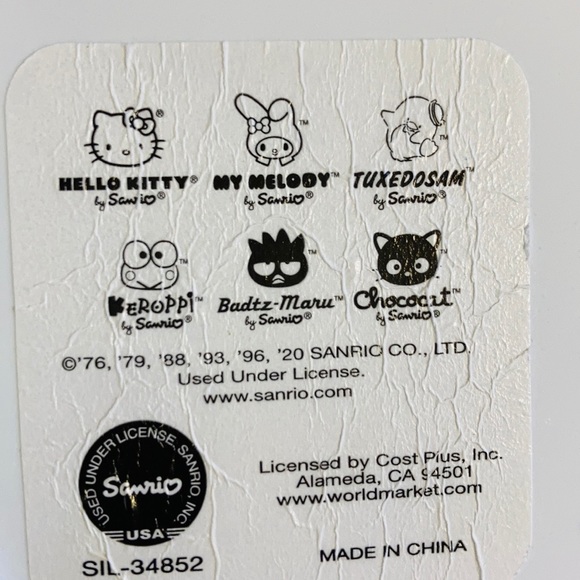 HELLO KITTY® MY MELODY™ TUXEDOSAM™
by Sanrio® by Sanrio® by Sanrio®
KEROPPI™ Badtz-Maru™ Chococat™
by Sanrio® by Sanrio® by Sanrio®
©'76, '79, '88, '93, '96, '20 SANRIO CO., LTD.
Used Under License.
www.sanrio.com
USED UNDER LICENSE, SANRIO, INC.
Sanrio
USA
SIL-34852
Licensed by Cost Plus, Inc.
Alameda, CA 94501
www.worldmarket.com
MADE IN CHINA